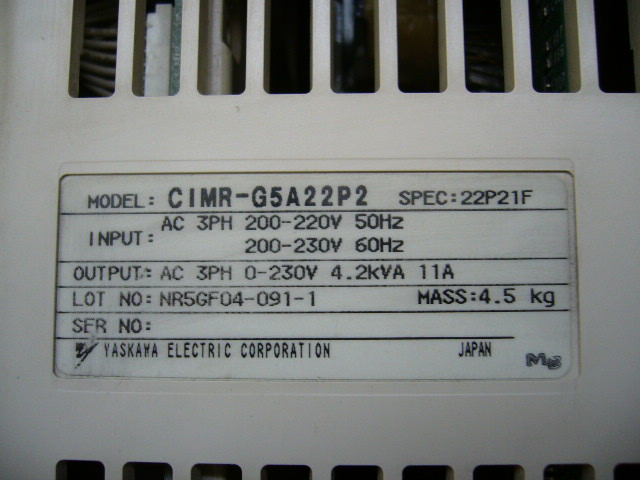 MODEL: CIMR-G5A22P2 SPEC:22P21F
INPUT: AC 3PH 200-220V 50Hz
200-230V 60Hz
OUTPUT: AC 3PH 0-230V 4.2kVA 11A
LOT NO: NR5GF04-091-1 MASS:4.5 kg
SER NO:
YASKAWA ELECTRIC CORPORATION JAPAN